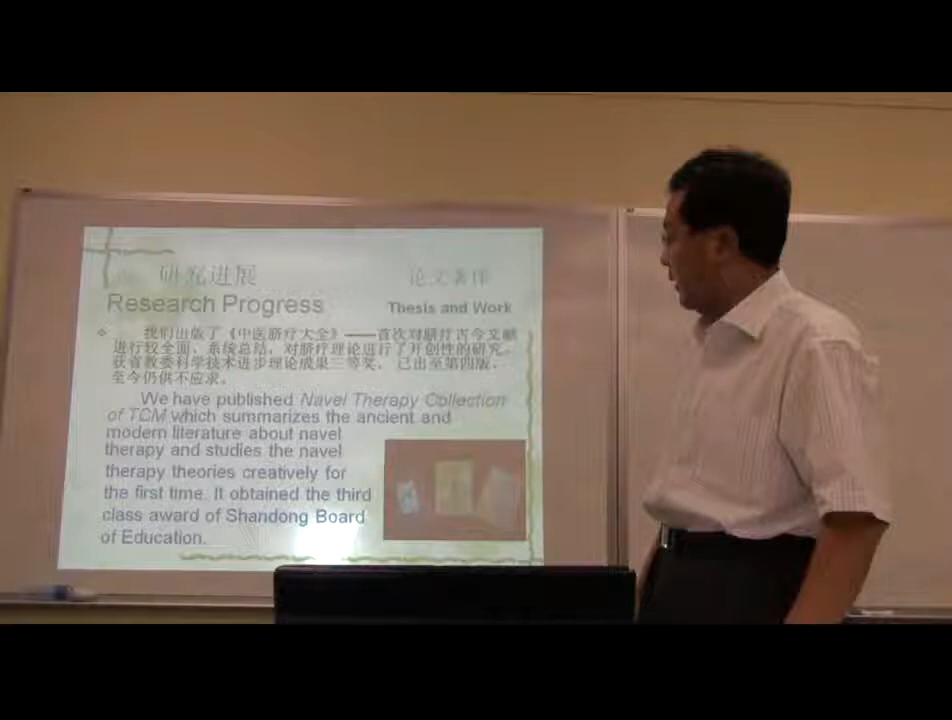 研究进展
论文著作
Research Progress
Thesis and Work
我们出版了《中医脐疗大全》——首次对脐疗古今文献
进行较全面、系统总结，对脐疗理论进行了开创性的研究。
获省教委科学技术进步理论成果三等奖，已出至第四版，
至今仍供不应求。
We have published Navel Therapy Collection
of TCM which summarizes the ancient and
modern literature about navel
therapy and studies the navel
therapy theories creatively for
the first time. It obtained the third
class award of Shandong Board
of Education.